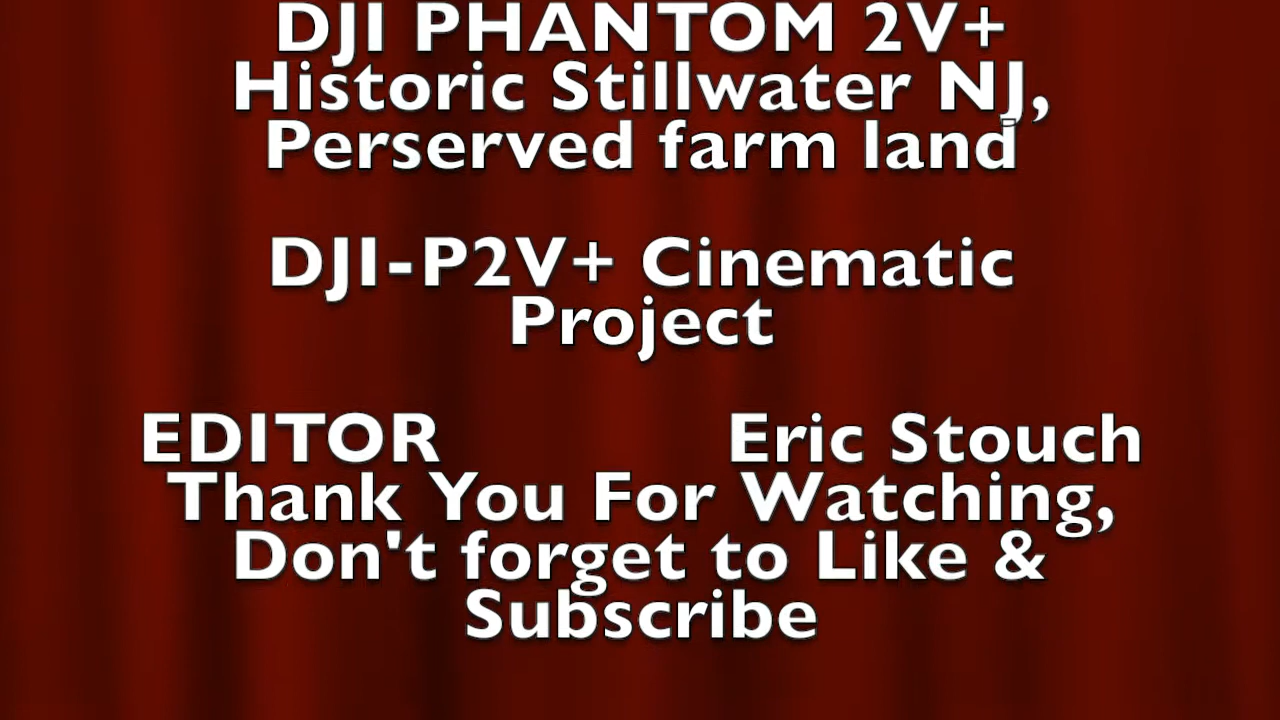 DJI PHANTOM 2V+
Historic Stillwater NJ,
Perserved farm land
DJI-P2V+ Cinematic
Project
EDITOR Eric Stouch
Thank You For Watching,
Don't forget to Like &
Subscribe